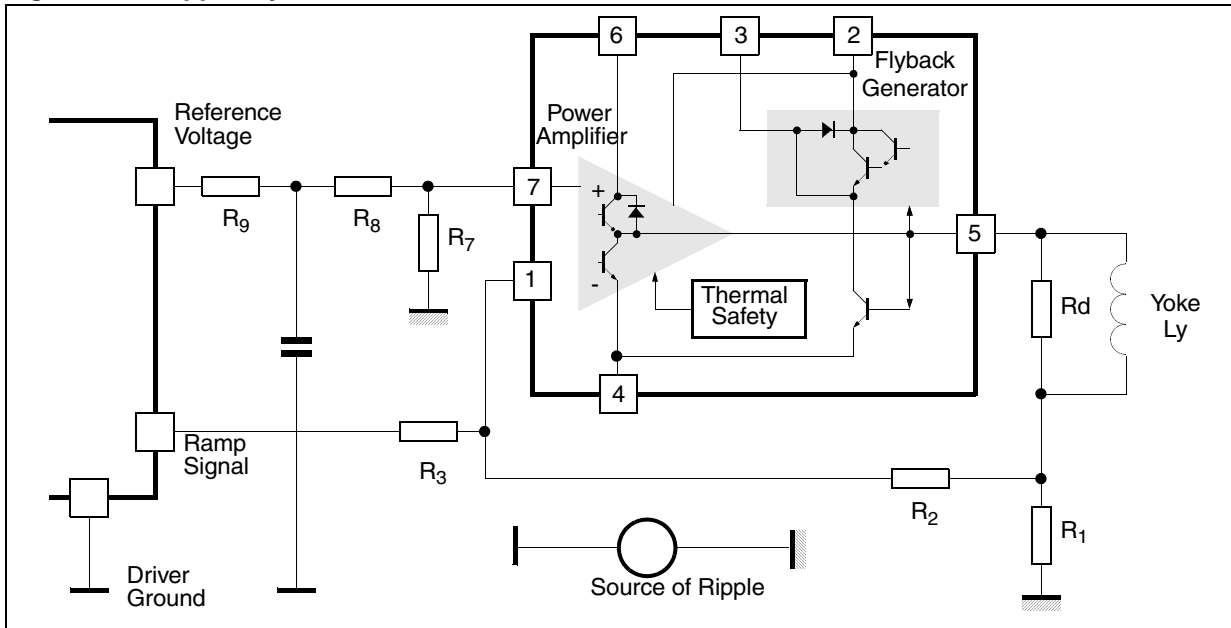 6
3
2
Flyback
Generator
Power
Amplifier
Reference
Voltage
7
+
R9
R8
R7
1
-
5
Thermal
Safety
Rd
Yoke
Ly
4
Ramp
Signal
R3
R2
R1
Driver
Ground
Source of Ripple